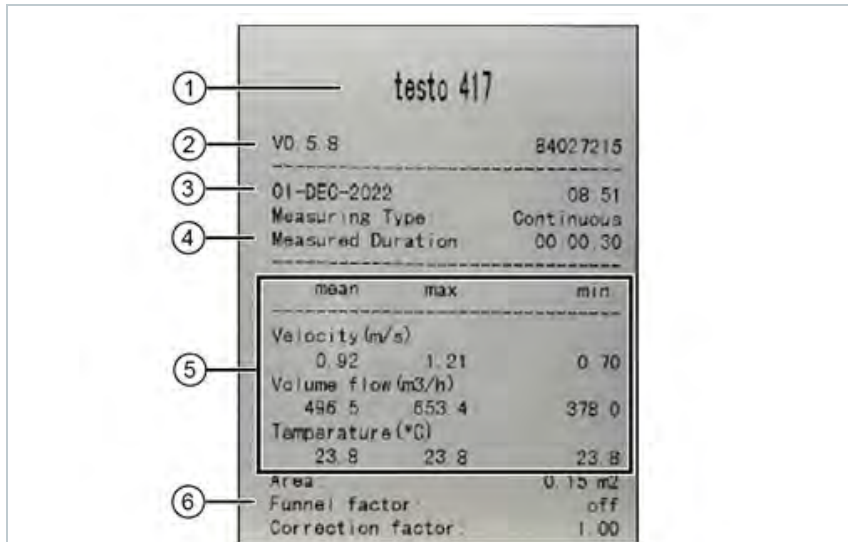 ① testo 417
② V0.5.8 84027215
③ 01-DEC-2022 08 51
Measuring Type: Continuous
④ Measured Duration 00 00 30
mean max min
Velocity(m/s)
0.92 1.21 0 70
⑤
Volume flow(m3/h)
496 5 653 4 378 0
Temperature(°C)
23.8 23 8 23.8
Area: 0.15 m2
⑥ Funnel factor: off
Correction factor: 1.00